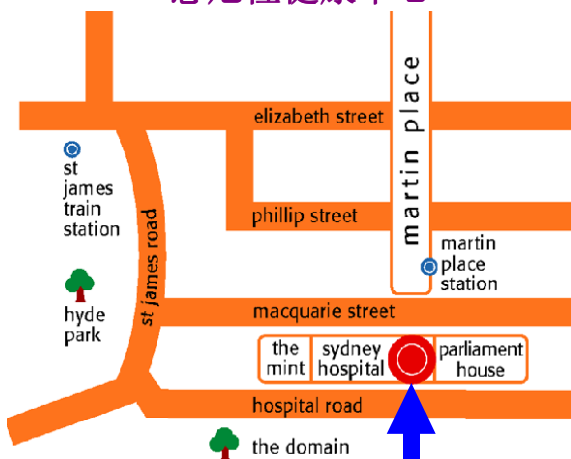 elizabeth street
martin place
st
james
train
station
phillip street
st james road
martin
place
station
hyde
park
macquarie street
the
mint
sydney
hospital
parliament
house
hospital road
the domain